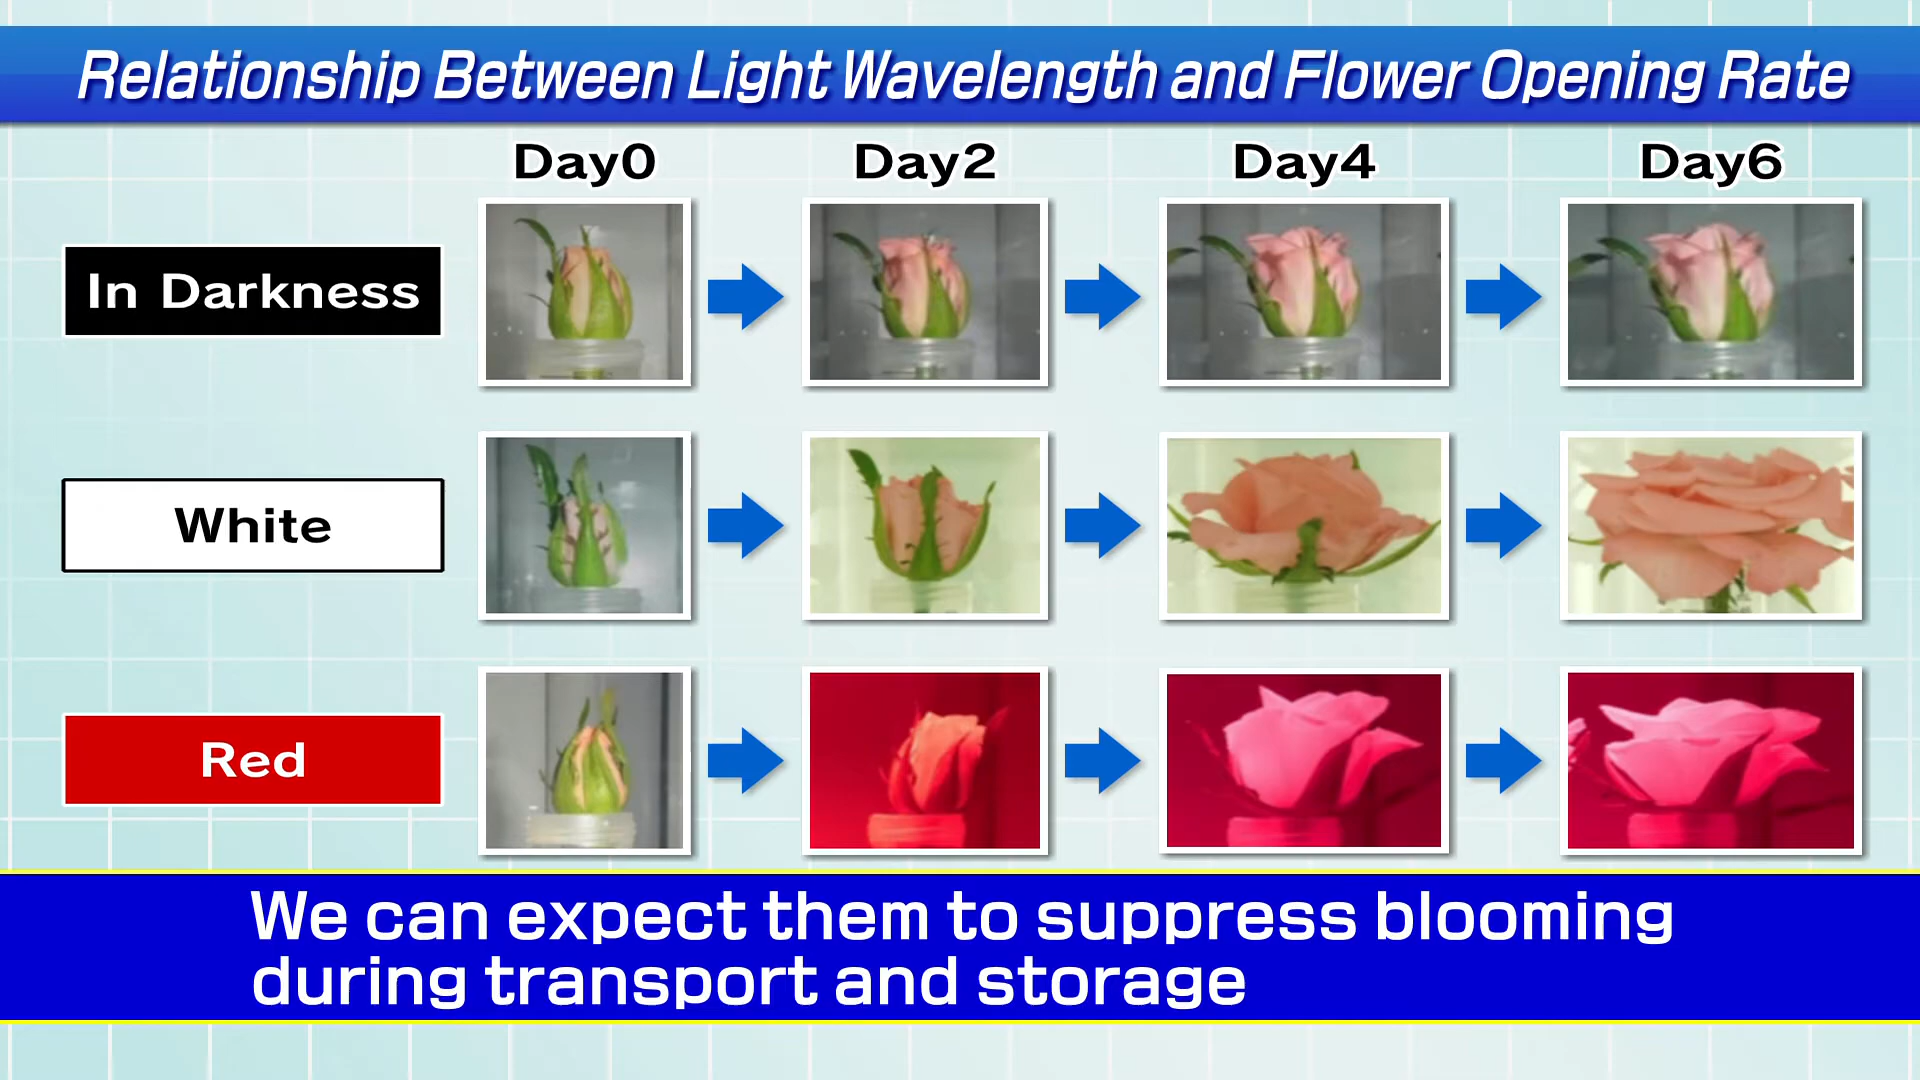 Relationship Between Light Wavelength and Flower Opening Rate
Day0 Day2 Day4 Day6
In Darkness
White
Red
We can expect them to suppress blooming
during transport and storage